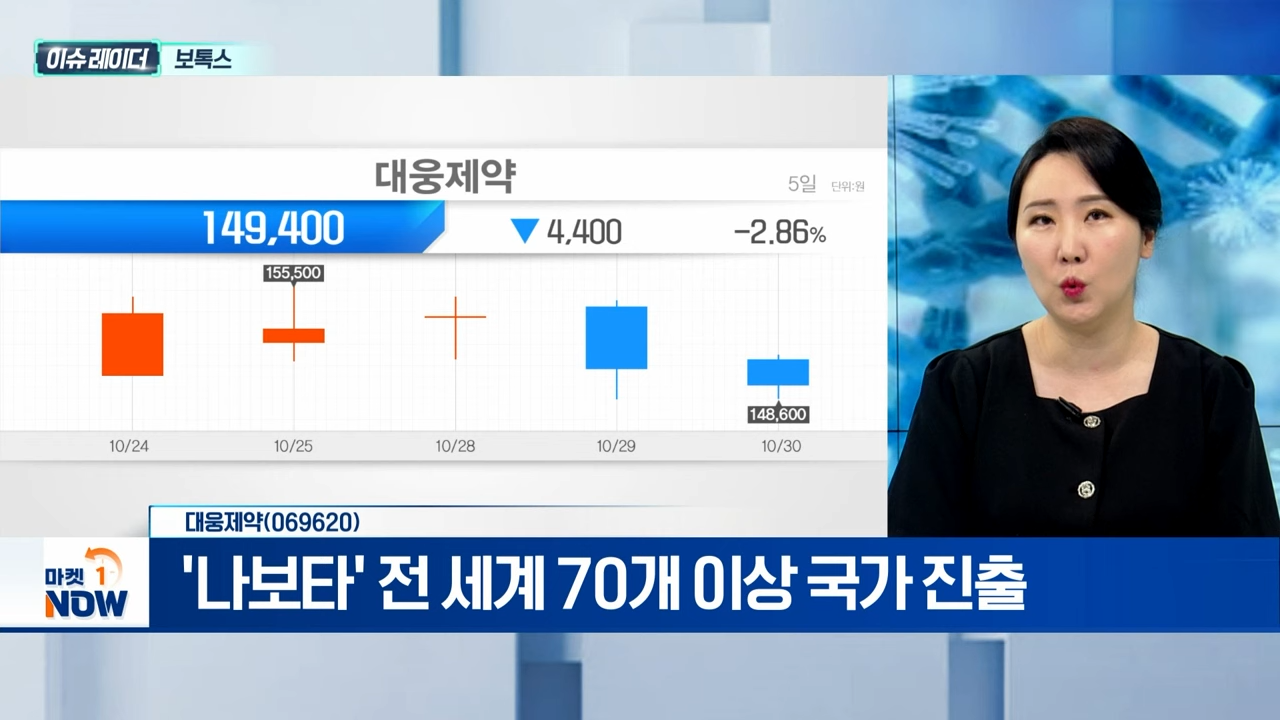 이슈 레이더 보톡스
대웅제약
5일 단위:원
149,400 ▼ 4,400 -2.86%
155,500
148,600
10/24 10/25 10/28 10/29 10/30
대웅제약(069620)
마켓 1
NOW
'나보타' 전 세계 70개 이상 국가 진출